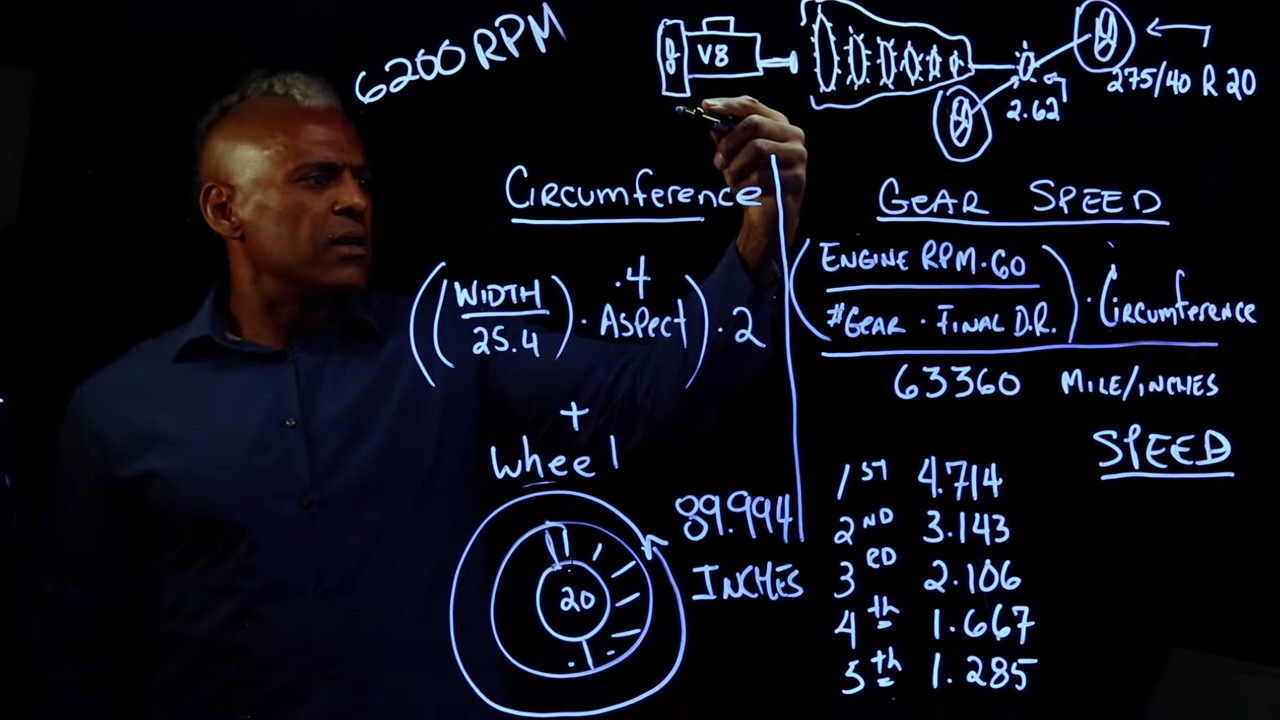 6200 RPM
V8
2.62
275/40 R 20
Circumference
((WIDTH / 25.4) · Aspect .4) · 2
+
Wheel
20
89.994
INCHES
GEAR SPEED
(ENGINE RPM·60 / #GEAR · FINAL D.R.) · Circumference
63360 MILE/INCHES
SPEED
1ST 4.714
2ND 3.143
3RD 2.106
4th 1.667
5th 1.285